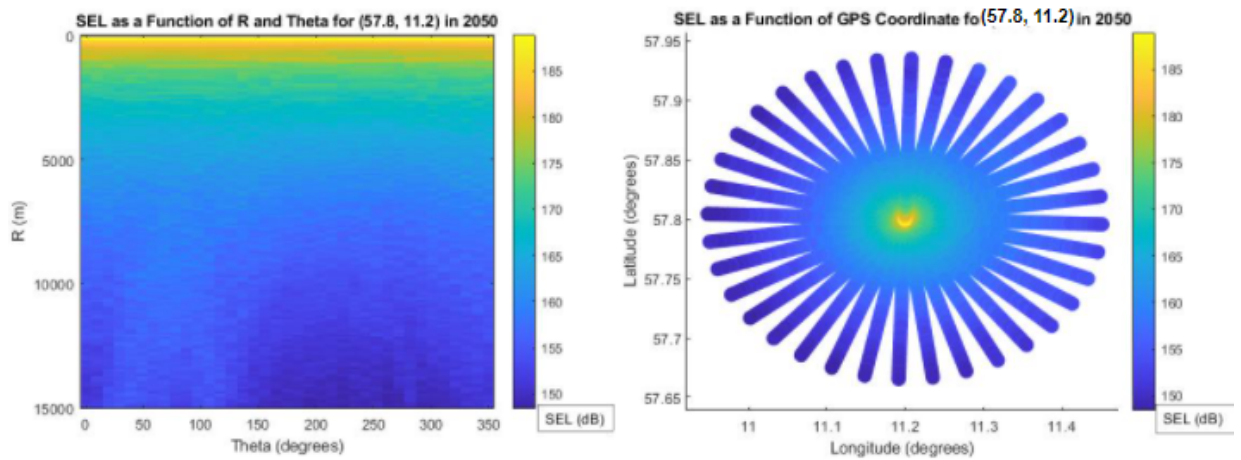 SEL as a Function of R and Theta for (57.8, 11.2) in 2050
0
5000
10000
15000
R (m)
0 50 100 150 200 250 300 350
Theta (degrees)
185
180
175
170
165
160
155
150
SEL (dB)
SEL as a Function of GPS Coordinate fo(57.8, 11.2) in 2050
57.95
57.9
57.85
57.8
57.75
57.7
57.65
Latitude (degrees)
11 11.1 11.2 11.3 11.4
Longitude (degrees)
185
180
175
170
165
160
155
150
SEL (dB)